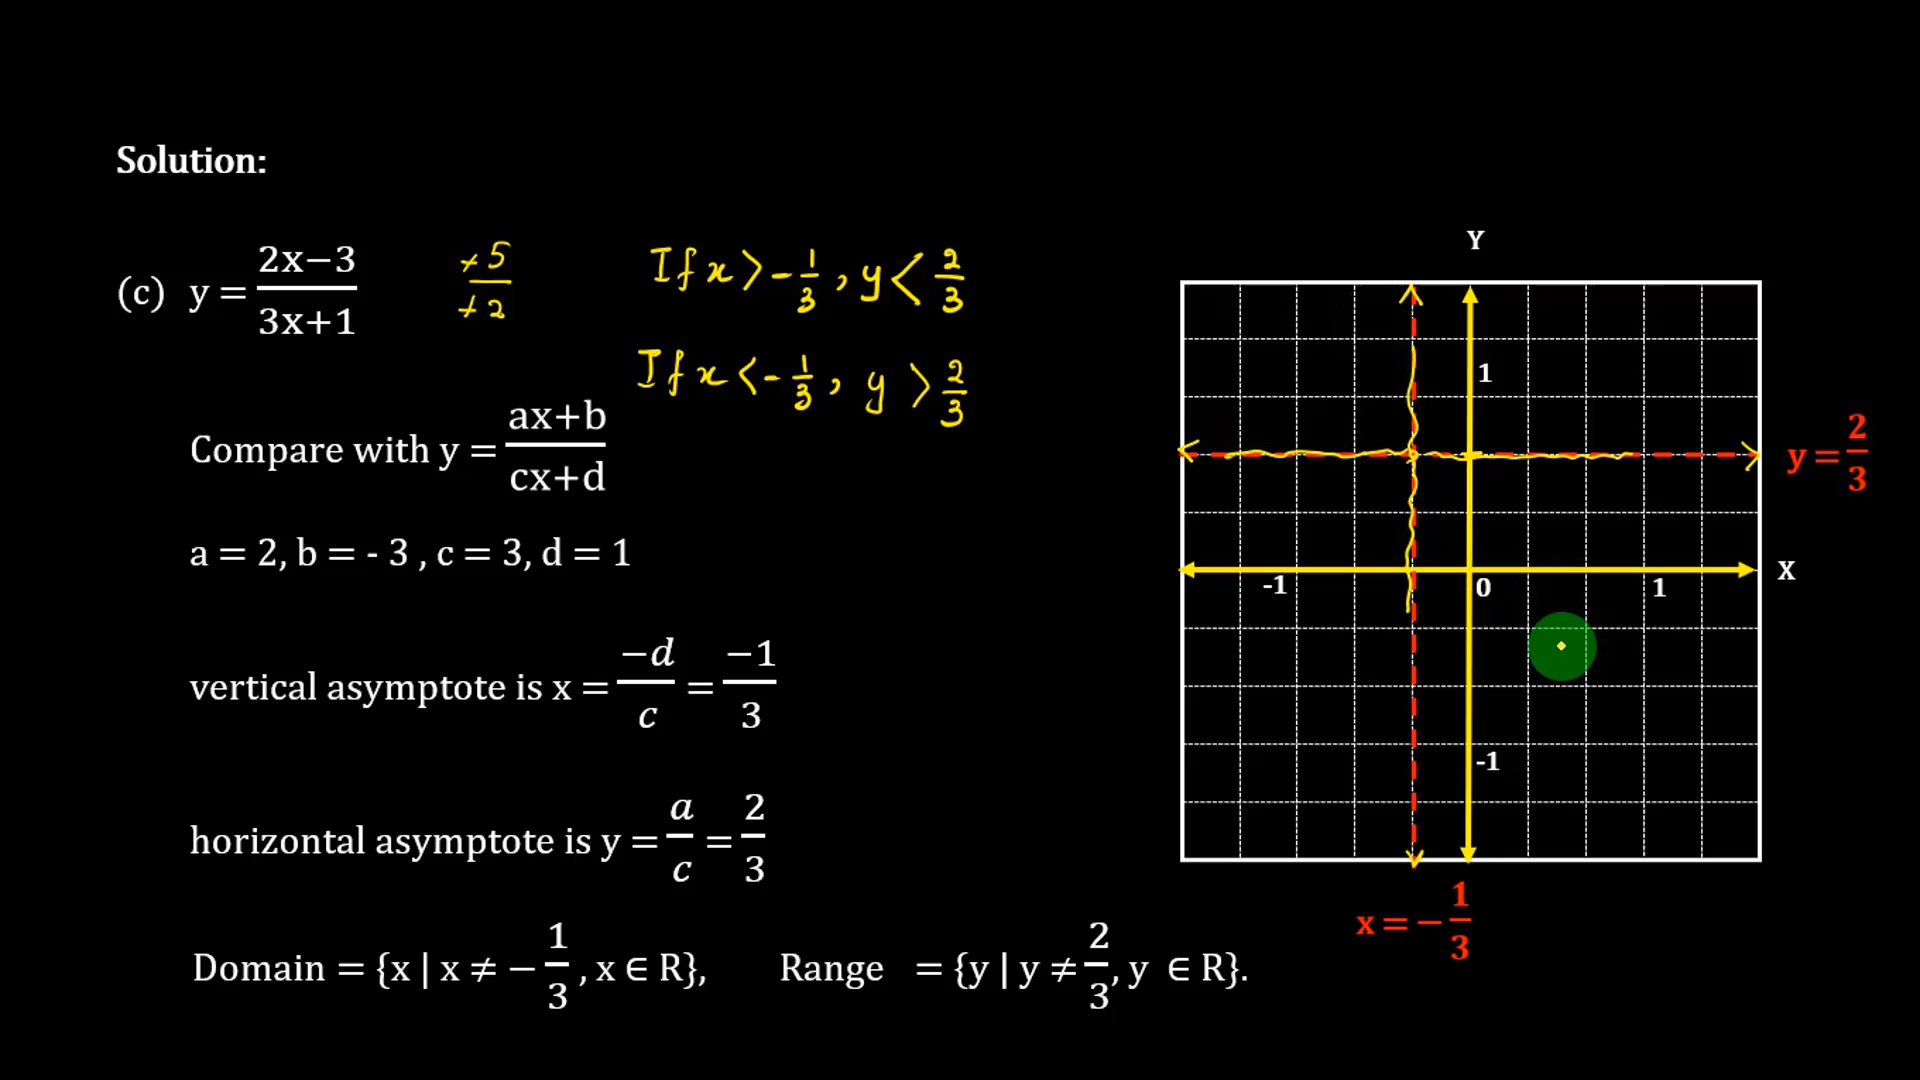 Solution:
(c) y = (2x−3)/(3x+1)
+5/+2
If x > -1/3, y < 2/3
If x < -1/3, y > 2/3
Compare with y = (ax+b)/(cx+d)
a = 2, b = - 3 , c = 3, d = 1
vertical asymptote is x = −d/c = −1/3
horizontal asymptote is y = a/c = 2/3
Domain = {x | x ≠ − 1/3 , x ∈ R}, Range = {y | y ≠ 2/3, y ∈ R}.
Y
1
y = 2/3
X
-1 0 1
-1
x = − 1/3